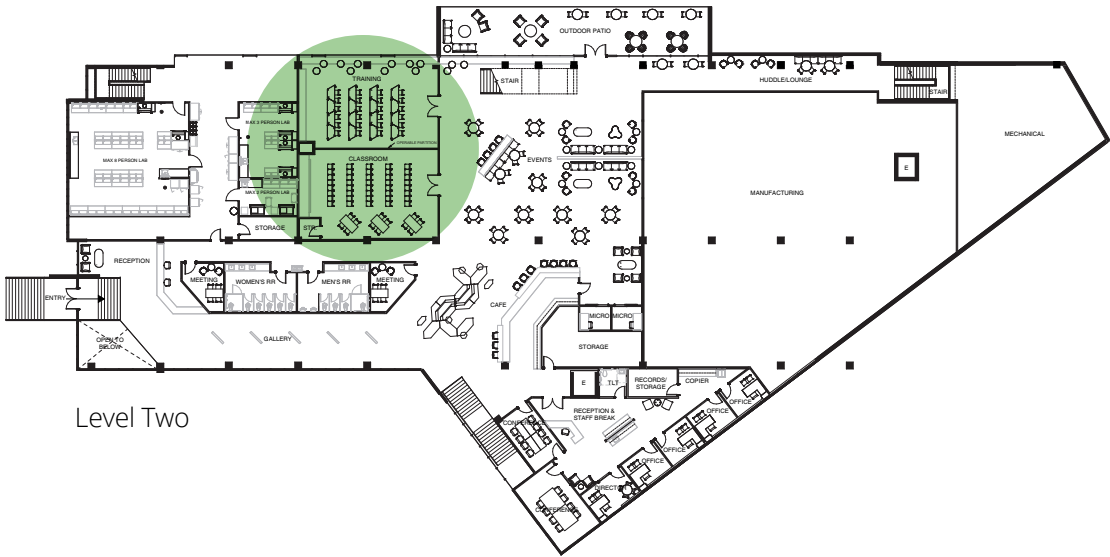 OUTDOOR PATIO
HUDDLE/LOUNGE
STAIR
STAIR
MECHANICAL
TRAINING
MAX 3 PERSON LAB
OPENABLE PARTITION
MAX 8 PERSON LAB
CLASSROOM
EVENTS
E
MANUFACTURING
MAX 2 PERSON LAB
STORAGE
STR.
RECEPTION
MEETING
WOMEN'S RR
MEN'S RR
MEETING
ENTRY
CAFE
MICRO
MICRO
OPEN TO
BELOW
GALLERY
STORAGE
E
TLT
RECORDS/
STORAGE
COPIER
OFFICE
RECEPTION &
STAFF BREAK
OFFICE
CONFERENCE
OFFICE
OFFICE
DIRECTOR
CONFERENCE
Level Two